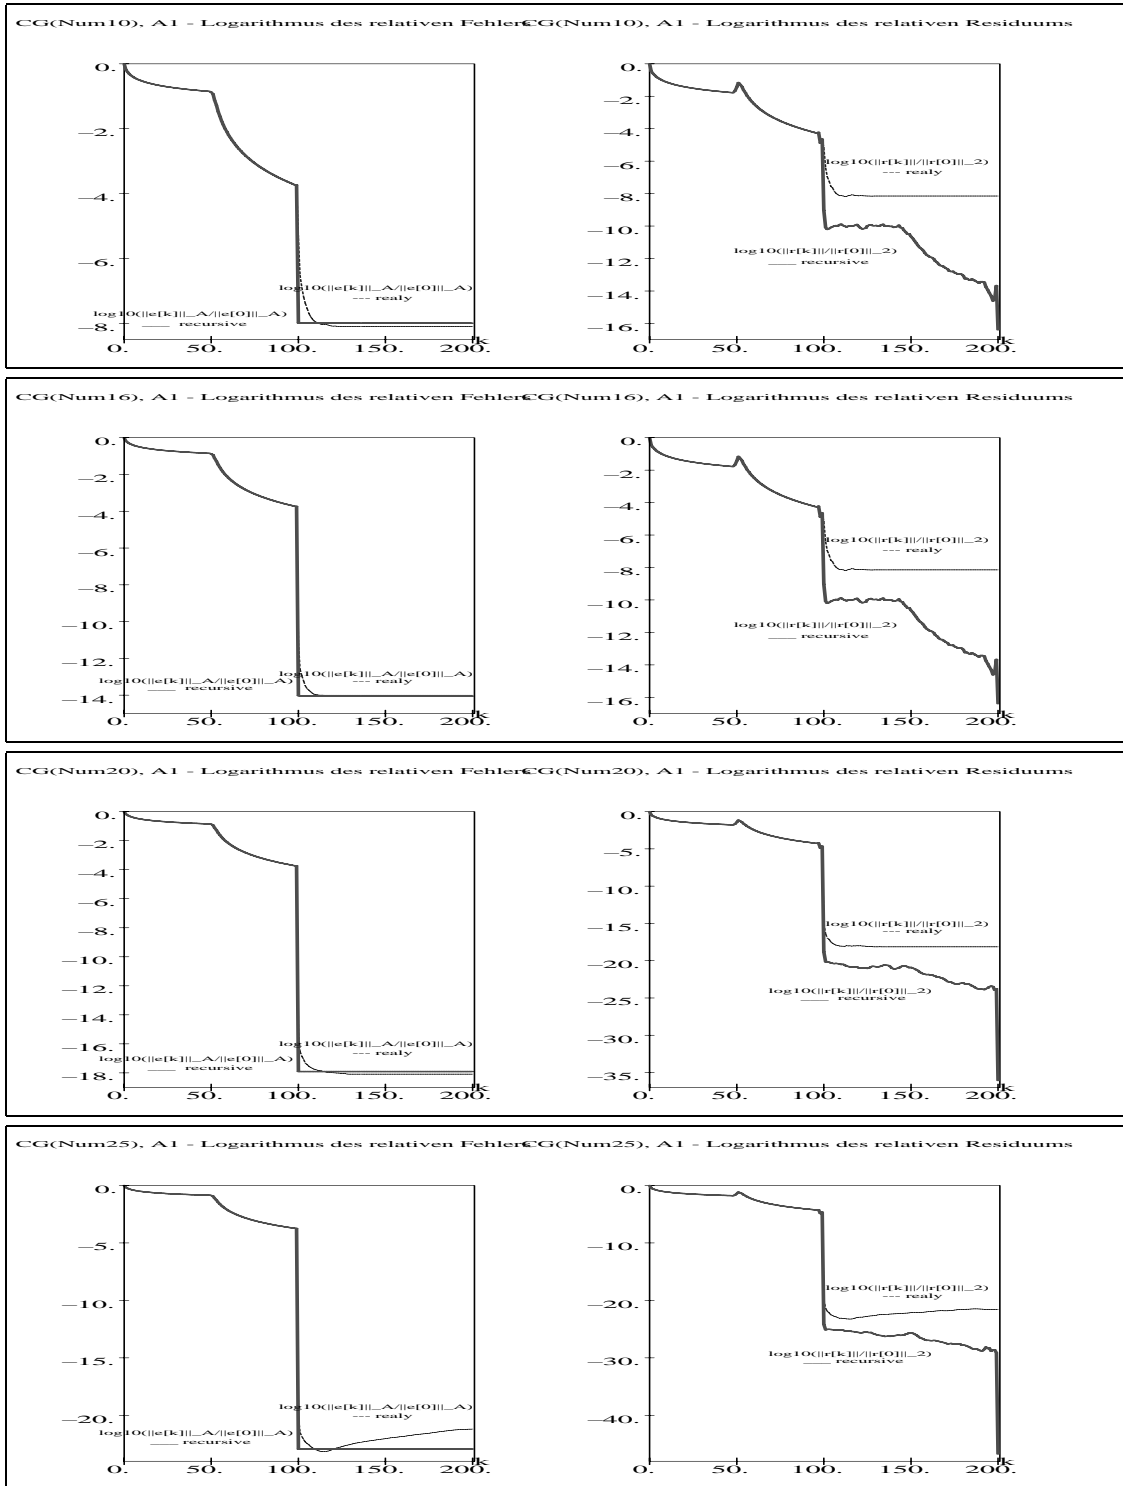 CG(Num10), A1 - Logarithmus des relativen Fehlers
CG(Num10), A1 - Logarithmus des relativen Residuums
0.
−2.
−4.
−6.
−8.
log10(||e[k]||_A/||e[0]||_A)
--- realy
log10(||e[k]||_A/||e[0]||_A)
___ recursive
0. 50. 100. 150. 200. k
0.
−2.
−4.
−6.
−8.
−10.
−12.
−14.
−16.
log10(||r[k]||/||r[0]||_2)
--- realy
log10(||r[k]||/||r[0]||_2)
___ recursive
0. 50. 100. 150. 200. k
CG(Num16), A1 - Logarithmus des relativen Fehlers
CG(Num16), A1 - Logarithmus des relativen Residuums
0.
−2.
−4.
−6.
−8.
−10.
−12.
−14.
log10(||e[k]||_A/||e[0]||_A)
--- realy
log10(||e[k]||_A/||e[0]||_A)
___ recursive
0. 50. 100. 150. 200. k
0.
−2.
−4.
−6.
−8.
−10.
−12.
−14.
−16.
log10(||r[k]||/||r[0]||_2)
--- realy
log10(||r[k]||/||r[0]||_2)
___ recursive
0. 50. 100. 150. 200. k
CG(Num20), A1 - Logarithmus des relativen Fehlers
CG(Num20), A1 - Logarithmus des relativen Residuums
0.
−2.
−4.
−6.
−8.
−10.
−12.
−14.
−16.
−18.
log10(||e[k]||_A/||e[0]||_A)
--- realy
log10(||e[k]||_A/||e[0]||_A)
___ recursive
0. 50. 100. 150. 200. k
0.
−5.
−10.
−15.
−20.
−25.
−30.
−35.
log10(||r[k]||/||r[0]||_2)
--- realy
log10(||r[k]||/||r[0]||_2)
___ recursive
0. 50. 100. 150. 200. k
CG(Num25), A1 - Logarithmus des relativen Fehlers
CG(Num25), A1 - Logarithmus des relativen Residuums
0.
−5.
−10.
−15.
−20.
log10(||e[k]||_A/||e[0]||_A)
--- realy
log10(||e[k]||_A/||e[0]||_A)
___ recursive
0. 50. 100. 150. 200. k
0.
−10.
−20.
−30.
−40.
log10(||r[k]||/||r[0]||_2)
--- realy
log10(||r[k]||/||r[0]||_2)
___ recursive
0. 50. 100. 150. 200. k